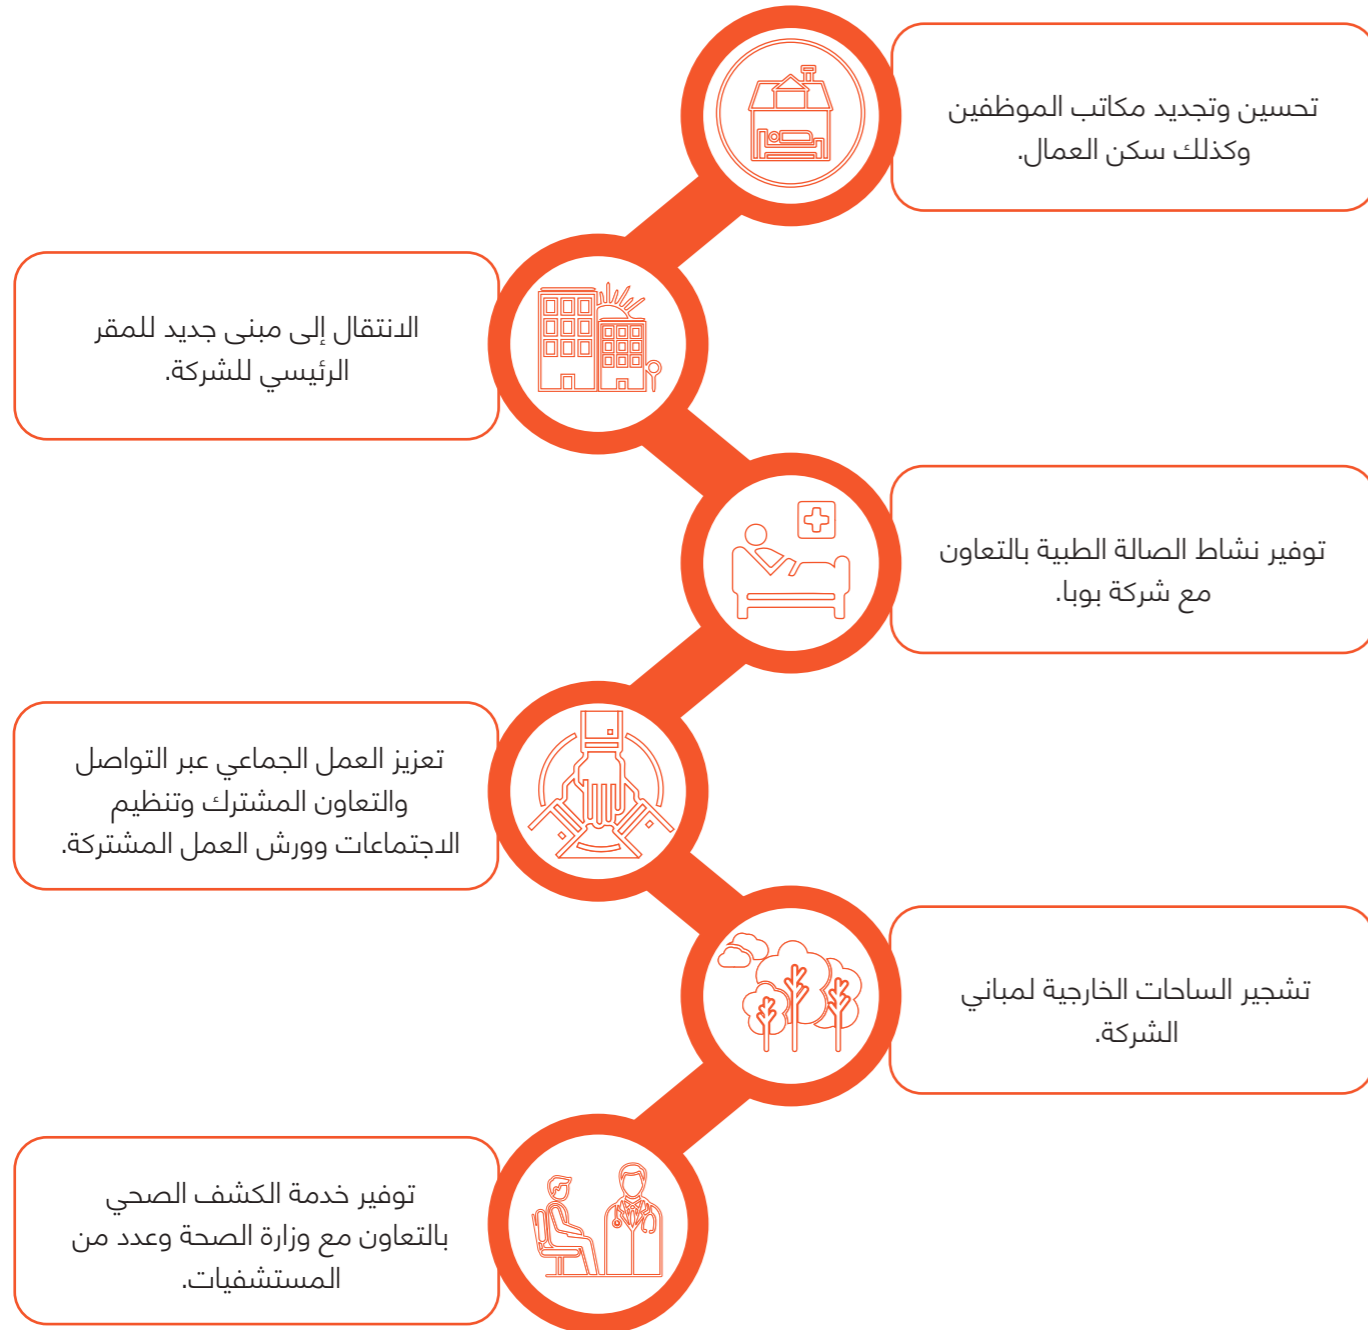 تحسين وتجديد مكاتب الموظفين
وكذلك سكن العمال.
الانتقال إلى مبنى جديد للمقر
الرئيسي للشركة.
توفير نشاط الصالة الطبية بالتعاون
مع شركة بوبا.
تعزيز العمل الجماعي عبر التواصل
والتعاون المشترك وتنظيم
الاجتماعات وورش العمل المشتركة.
تشجير الساحات الخارجية لمباني
الشركة.
توفير خدمة الكشف الصحي
بالتعاون مع وزارة الصحة وعدد من
المستشفيات.